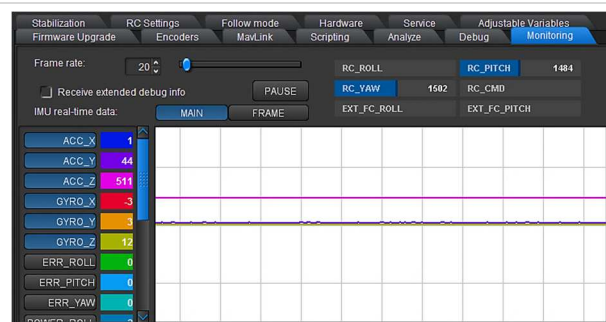 Stabilization RC Settings Follow mode Hardware Service Adjustable Variables
Firmware Upgrade Encoders MavLink Scripting Analyze Debug Monitoring
Frame rate: 20 RC_ROLL RC_PITCH 1484
Receive extended debug info PAUSE RC_YAW 1502 RC_CMD
IMU real-time data: MAIN FRAME EXT_FC_ROLL EXT_FC_PITCH
ACC_X 1
ACC_Y 44
ACC_Z 511
GYRO_X -3
GYRO_Y 3
GYRO_Z 12
ERR_ROLL 0
ERR_PITCH 0
ERR_YAW 0
POWER_ROLL